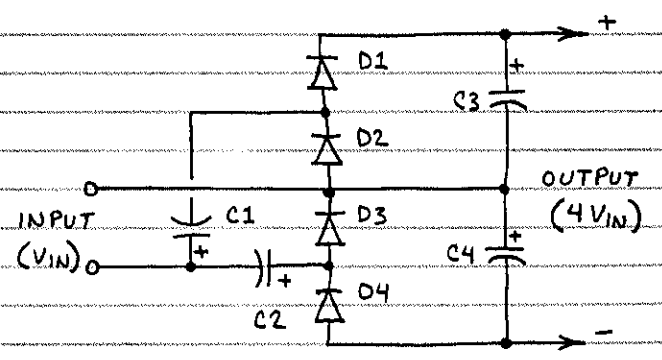 +
D1
+
C3
D2
OUTPUT
(4 VIN)
INPUT
(VIN)
C1
+
D3
C4
+
+
C2
D4
-